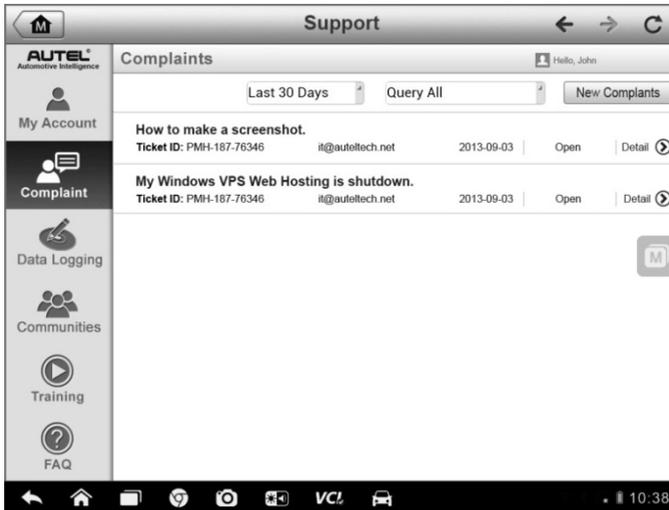 M
Support
AUTEL®
Automotive Intelligence
Complaints
Hello, John
Last 30 Days
Query All
New Complants
My Account
How to make a screenshot.
Ticket ID: PMH-187-76346 it@auteltech.net 2013-09-03 Open Detail
Complaint
My Windows VPS Web Hosting is shutdown.
Ticket ID: PMH-187-76346 it@auteltech.net 2013-09-03 Open Detail
Data Logging
M
Communities
Training
?
FAQ
VCI
10:38